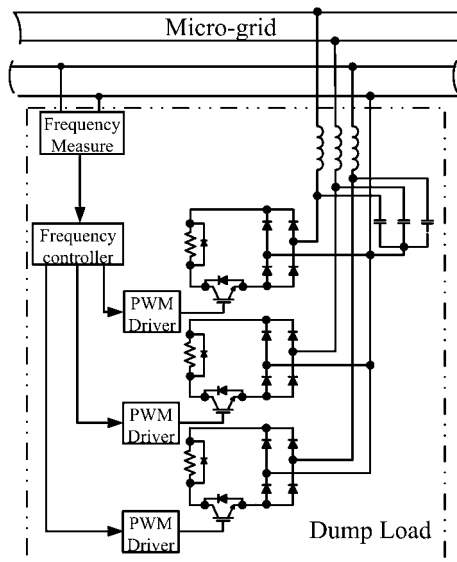 Micro-grid
Frequency
Measure
Frequency
controller
PWM
Driver
PWM
Driver
PWM
Driver
Dump Load